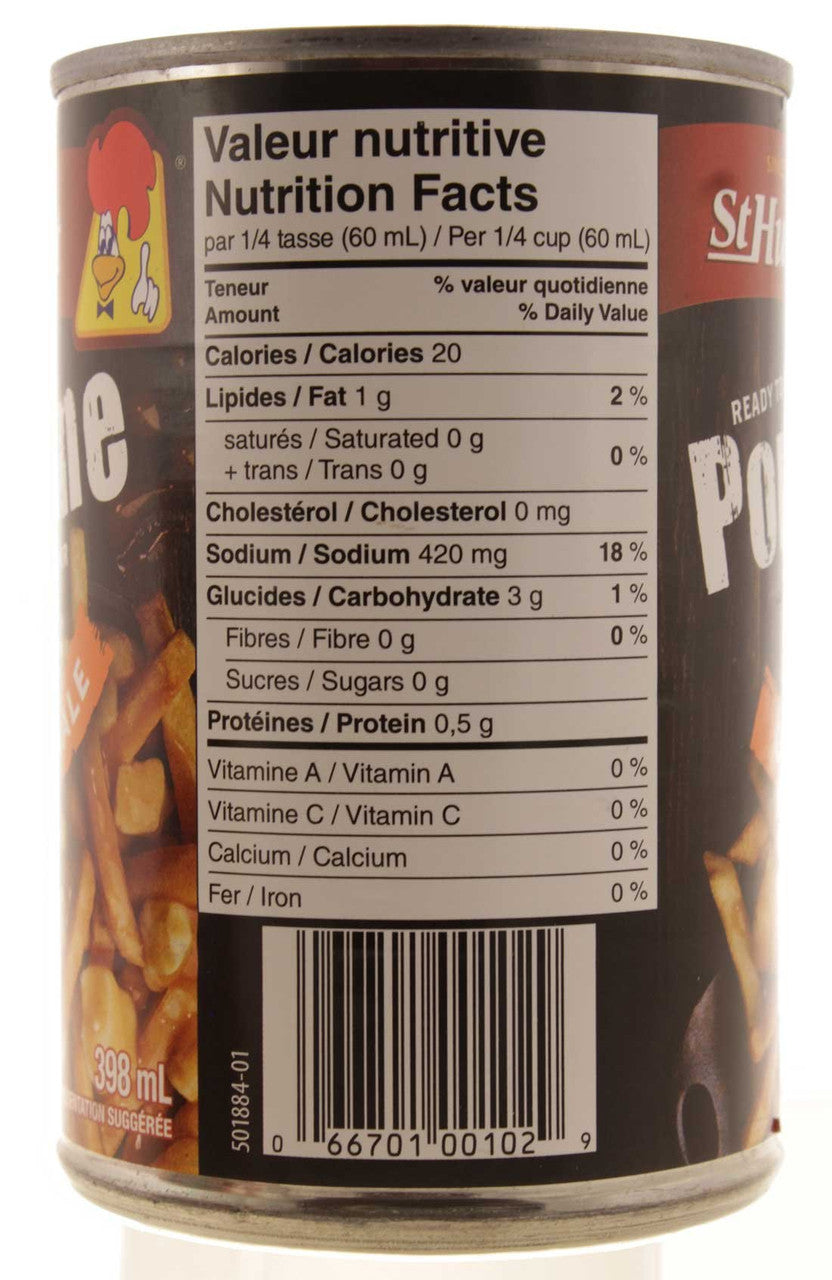 Valeur nutritive
Nutrition Facts
par 1/4 tasse (60 mL) / Per 1/4 cup (60 mL)
Teneur % valeur quotidienne
Amount % Daily Value
Calories / Calories 20
Lipides / Fat 1 g 2 %
saturés / Saturated 0 g
+ trans / Trans 0 g 0 %
Cholestérol / Cholesterol 0 mg
Sodium / Sodium 420 mg 18 %
Glucides / Carbohydrate 3 g 1 %
Fibres / Fibre 0 g 0 %
Sucres / Sugars 0 g
Protéines / Protein 0,5 g
Vitamine A / Vitamin A 0 %
Vitamine C / Vitamin C 0 %
Calcium / Calcium 0 %
Fer / Iron 0 %
501884-01
0 66701 00102 9
®
398 mL
SUGGÉRÉE
READY